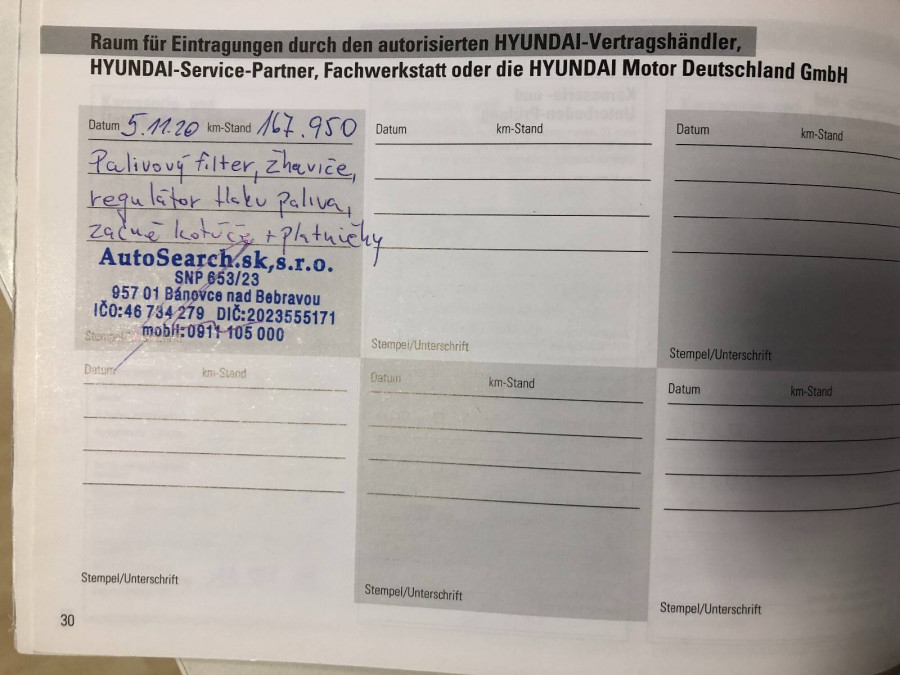 Raum für Eintragungen durch den autorisierten HYUNDAI-Vertragshändler,
HYUNDAI-Service-Partner, Fachwerkstatt oder die HYUNDAI Motor Deutschland GmbH
Datum 5.11.20 km-Stand 167.950
Palivový filter, žhaviče,
regulátor tlaku paliva,
začné kotúče + platničky
AutoSearch.sk,s.r.o.
SNP 653/23
957 01 Bánovce nad Bebravou
IČO:46 734 279 DIČ:2023555171
mobil:0911 105 000
Datum km-Stand
Stempel/Unterschrift
Datum km-Stand
Stempel/Unterschrift
Datum km-Stand
Stempel/Unterschrift
Datum km-Stand
Stempel/Unterschrift
Datum km-Stand
Stempel/Unterschrift
30